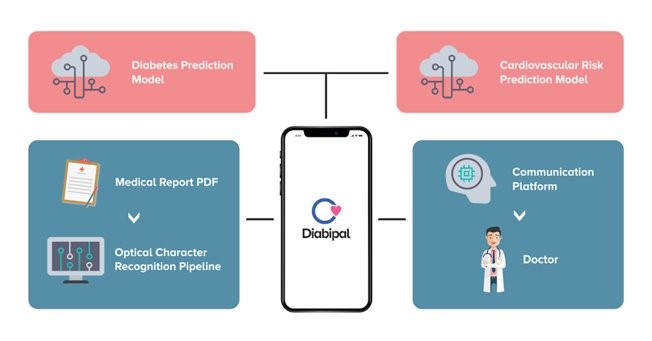 Diabetes Prediction
Model
Cardiovascular Risk
Prediction Model
Medical Report PDF
Optical Character
Recognition Pipeline
Diabipal
Communication
Platform
Doctor